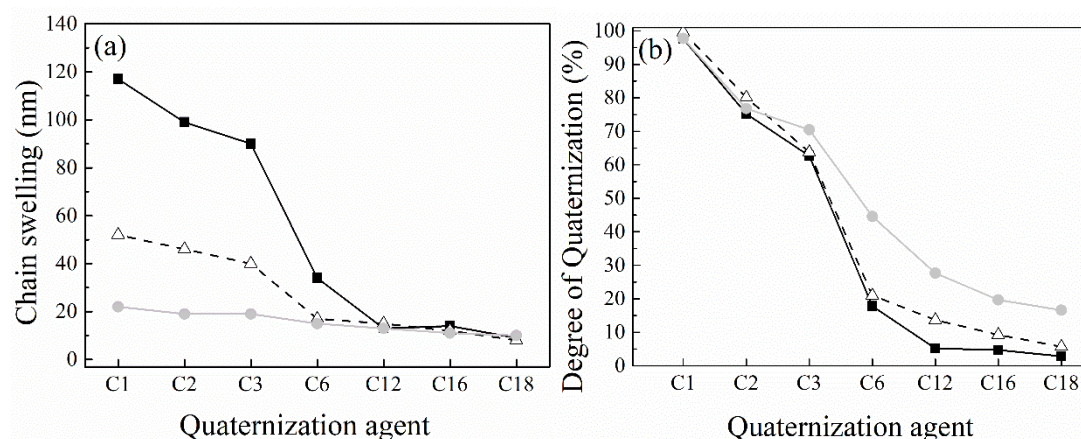 (a)
Chain swelling (nm)
140
120
100
80
60
40
20
0
C1 C2 C3 C6 C12 C16 C18
Quaternization agent
(b)
Degree of Quaternization (%)
100
90
80
70
60
50
40
30
20
10
0
C1 C2 C3 C6 C12 C16 C18
Quaternization agent